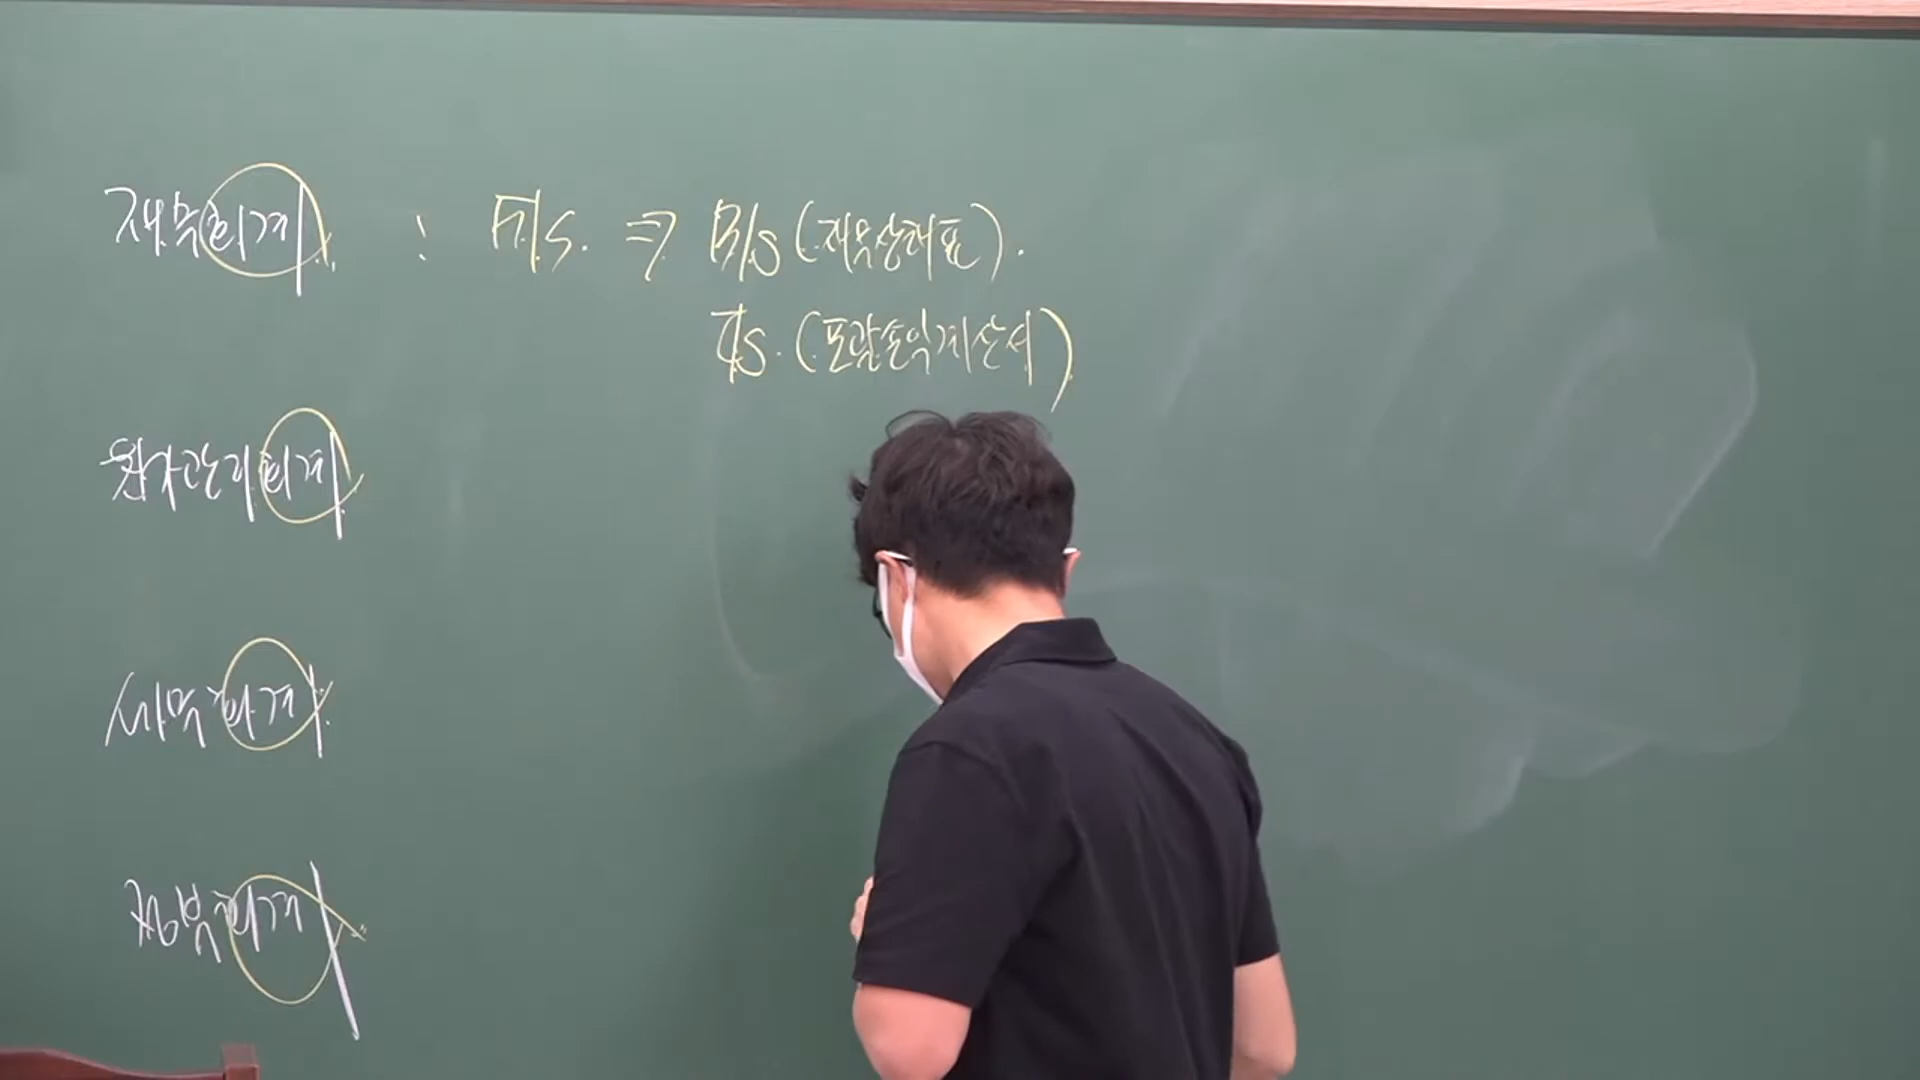 재무회계 : F/S. ⇒ B/S (재무상태표).
I/S. (포괄손익계산서)
원가관리회계
세무회계
정부회계